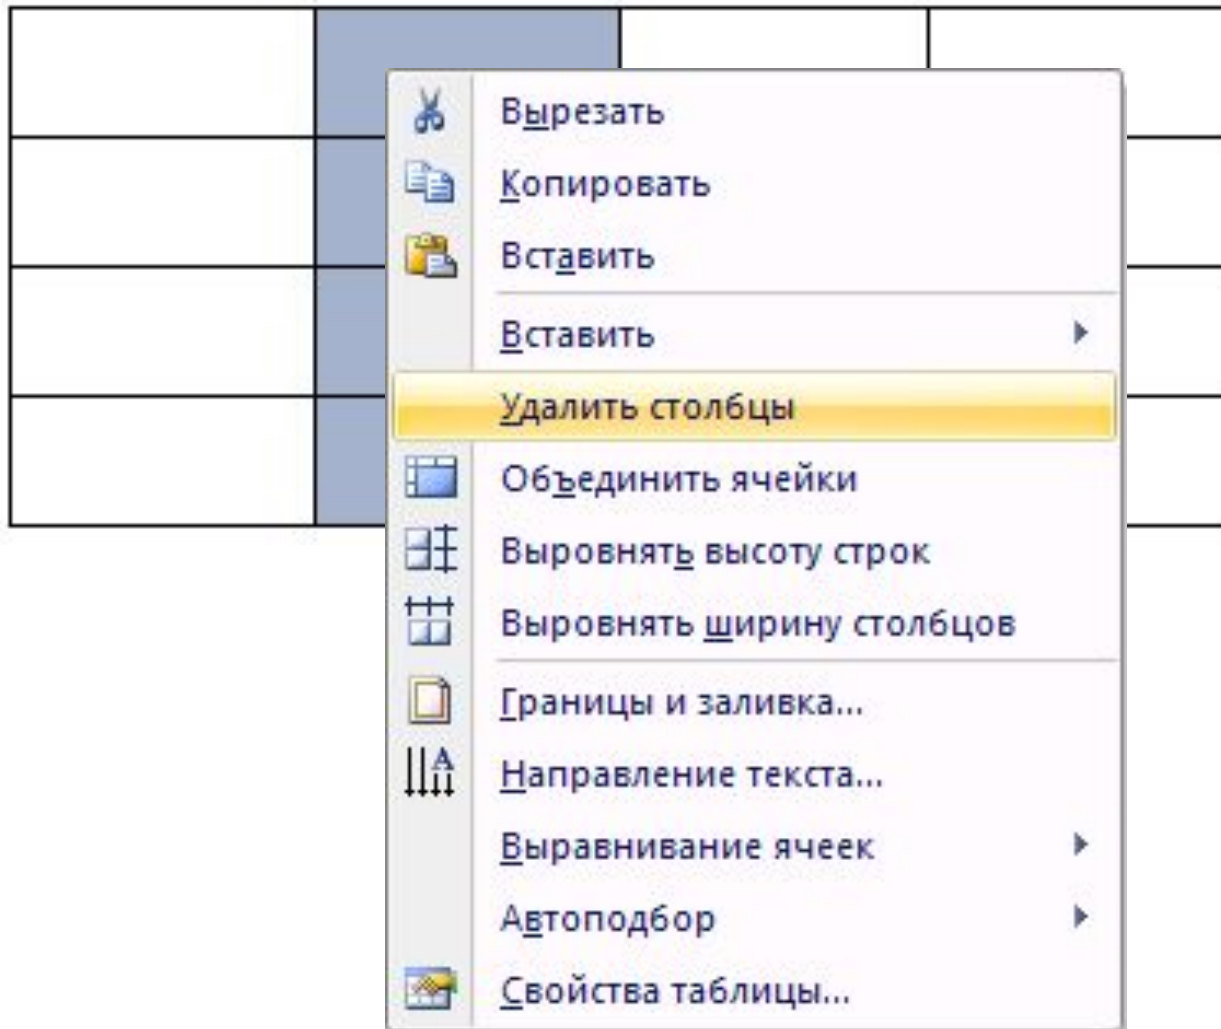 Вырезать
Копировать
Вставить
Вставить
Удалить столбцы
Объединить ячейки
Выровнять высоту строк
Выровнять ширину столбцов
Границы и заливка...
Направление текста...
Выравнивание ячеек
Автоподбор
Свойства таблицы...